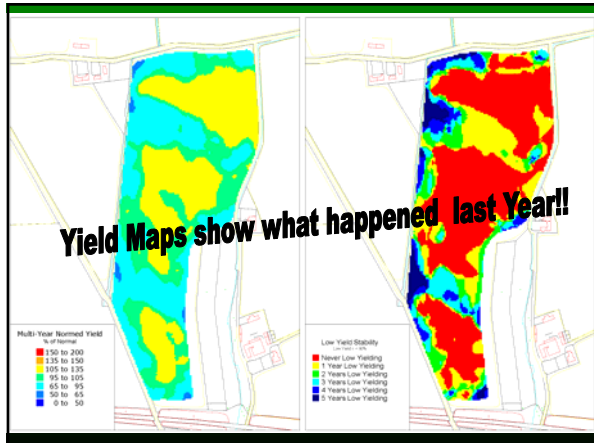 Yield Maps show what happened last Year!!
Multi-Year Normed Yield
% of Normal
150 to 200
135 to 150
105 to 135
95 to 105
65 to 95
50 to 65
0 to 50
Low Yield Stability
Never Low Yielding
1 Year Low Yielding
2 Years Low Yielding
3 Years Low Yielding
4 Years Low Yielding
5 Years Low Yielding